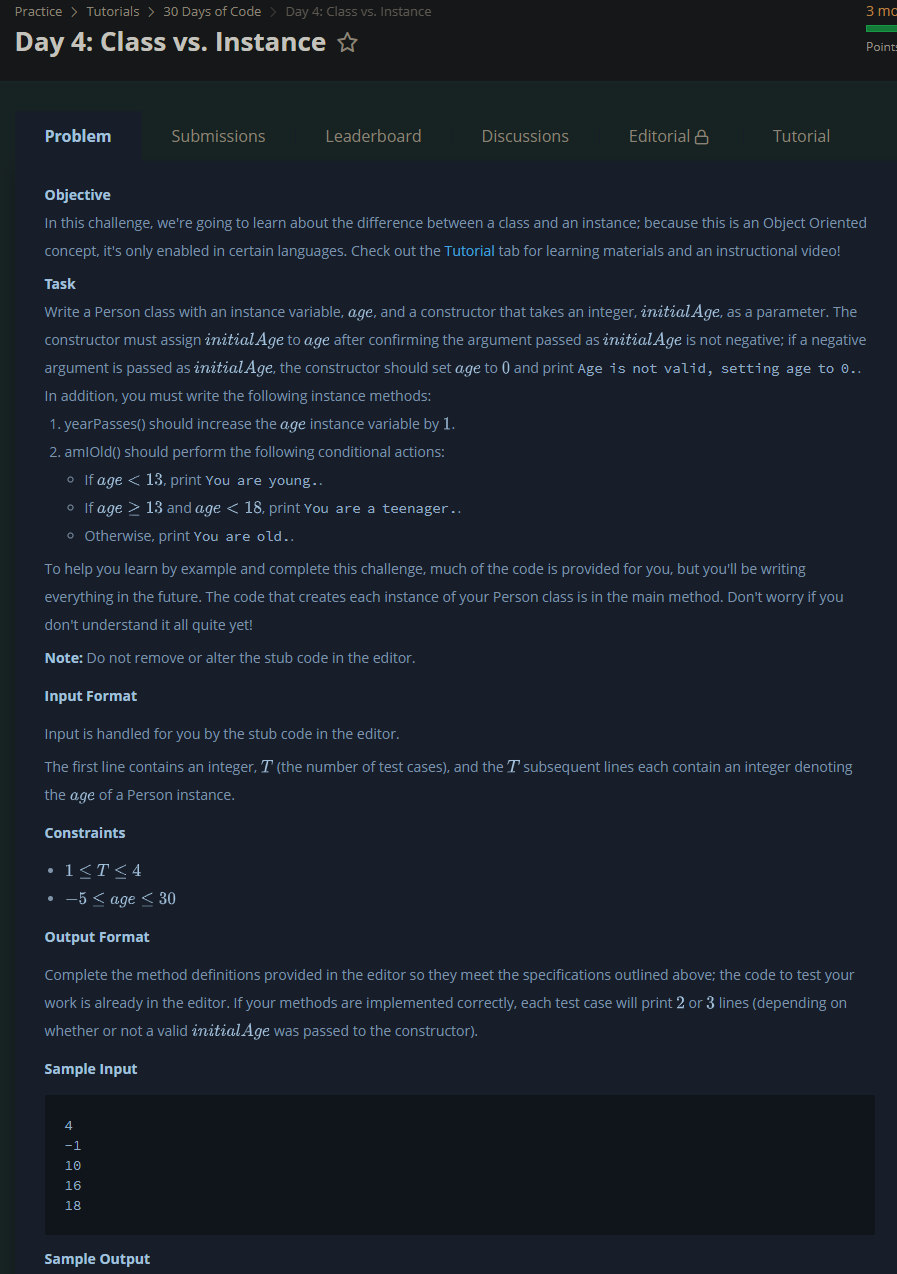 Practice > Tutorials > 30 Days of Code > Day 4: Class vs. Instance
3 mo
Day 4: Class vs. Instance
Points
Problem Submissions Leaderboard Discussions Editorial Tutorial
Objective
In this challenge, we're going to learn about the difference between a class and an instance; because this is an Object Oriented
concept, it's only enabled in certain languages. Check out the Tutorial tab for learning materials and an instructional video!
Task
Write a Person class with an instance variable, age, and a constructor that takes an integer, initialAge, as a parameter. The
constructor must assign initialAge to age after confirming the argument passed as initialAge is not negative; if a negative
argument is passed as initialAge, the constructor should set age to 0 and print Age is not valid, setting age to 0..
In addition, you must write the following instance methods:
1. yearPasses() should increase the age instance variable by 1.
2. amIOld() should perform the following conditional actions:
◦ If age < 13, print You are young..
◦ If age ≥ 13 and age < 18, print You are a teenager..
◦ Otherwise, print You are old..
To help you learn by example and complete this challenge, much of the code is provided for you, but you'll be writing
everything in the future. The code that creates each instance of your Person class is in the main method. Don't worry if you
don't understand it all quite yet!
Note: Do not remove or alter the stub code in the editor.
Input Format
Input is handled for you by the stub code in the editor.
The first line contains an integer, T (the number of test cases), and the T subsequent lines each contain an integer denoting
the age of a Person instance.
Constraints
• 1 ≤ T ≤ 4
• −5 ≤ age ≤ 30
Output Format
Complete the method definitions provided in the editor so they meet the specifications outlined above; the code to test your
work is already in the editor. If your methods are implemented correctly, each test case will print 2 or 3 lines (depending on
whether or not a valid initialAge was passed to the constructor).
Sample Input
4
-1
10
16
18
Sample Output